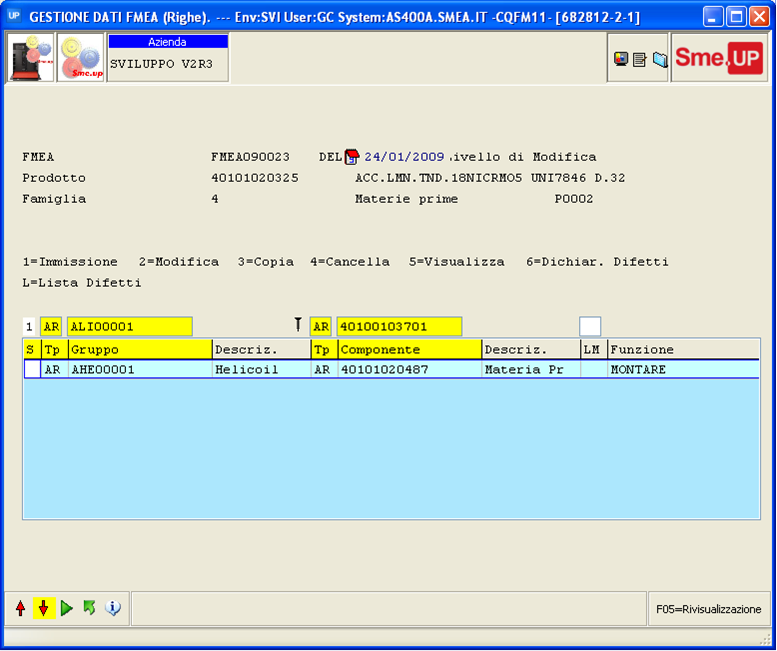 UP GESTIONE DATI FMEA (Righe). --- Env:SVI User:GC System:AS400A.SMEA.IT -CQFM11- [682812-2-1]
Sme.up
Azienda
SVILUPPO V2R3
Sme.UP
FMEA FMEA090023 DEL 24/01/2009 .ivello di Modifica
Prodotto 40101020325 ACC.LMN.TND.18NICRMO5 UNI7846 D.32
Famiglia 4 Materie prime P0002
1=Immissione 2=Modifica 3=Copia 4=Cancella 5=Visualizza 6=Dichiar. Difetti
L=Lista Difetti
1 AR ALI00001 AR 40100103701
S Tp Gruppo Descriz. Tp Componente Descriz. LM Funzione
AR AHE00001 Helicoil AR 40101020487 Materia Pr MONTARE
F05=Rivisualizzazione